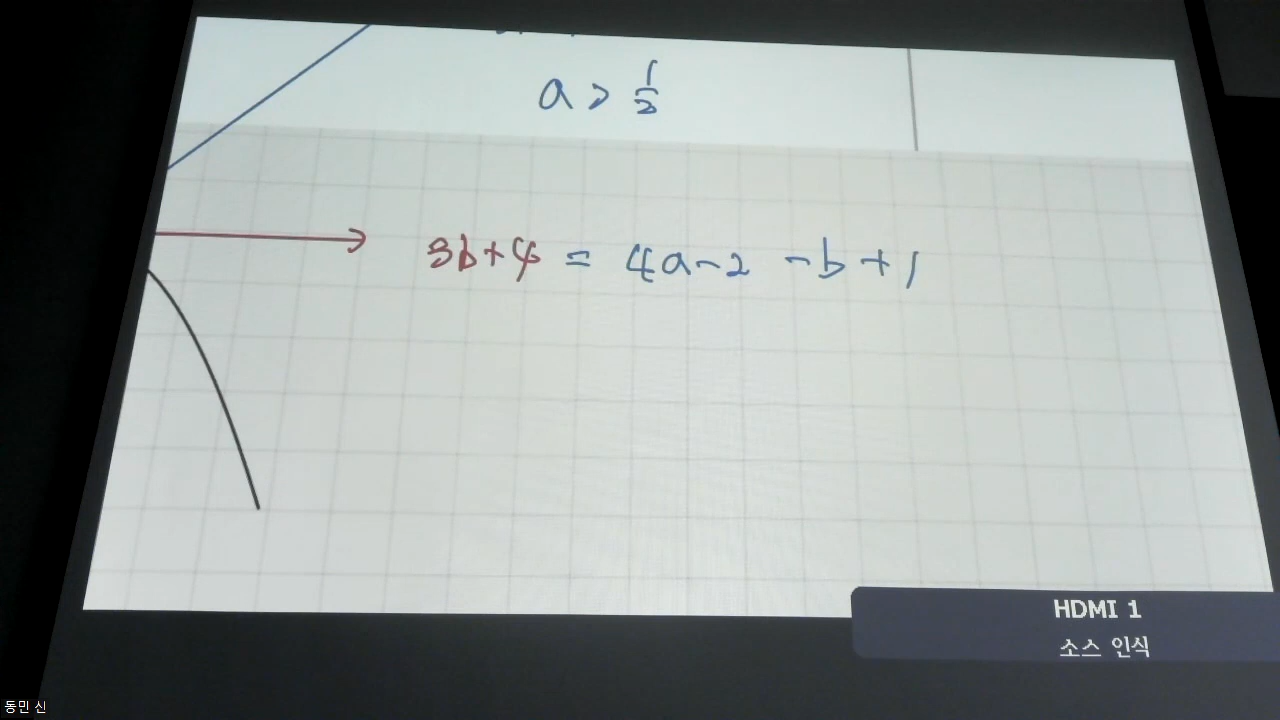 a > 1/2
3b+4 = 4a-2 -b+1
HDMI 1
소스 인식
동민 신